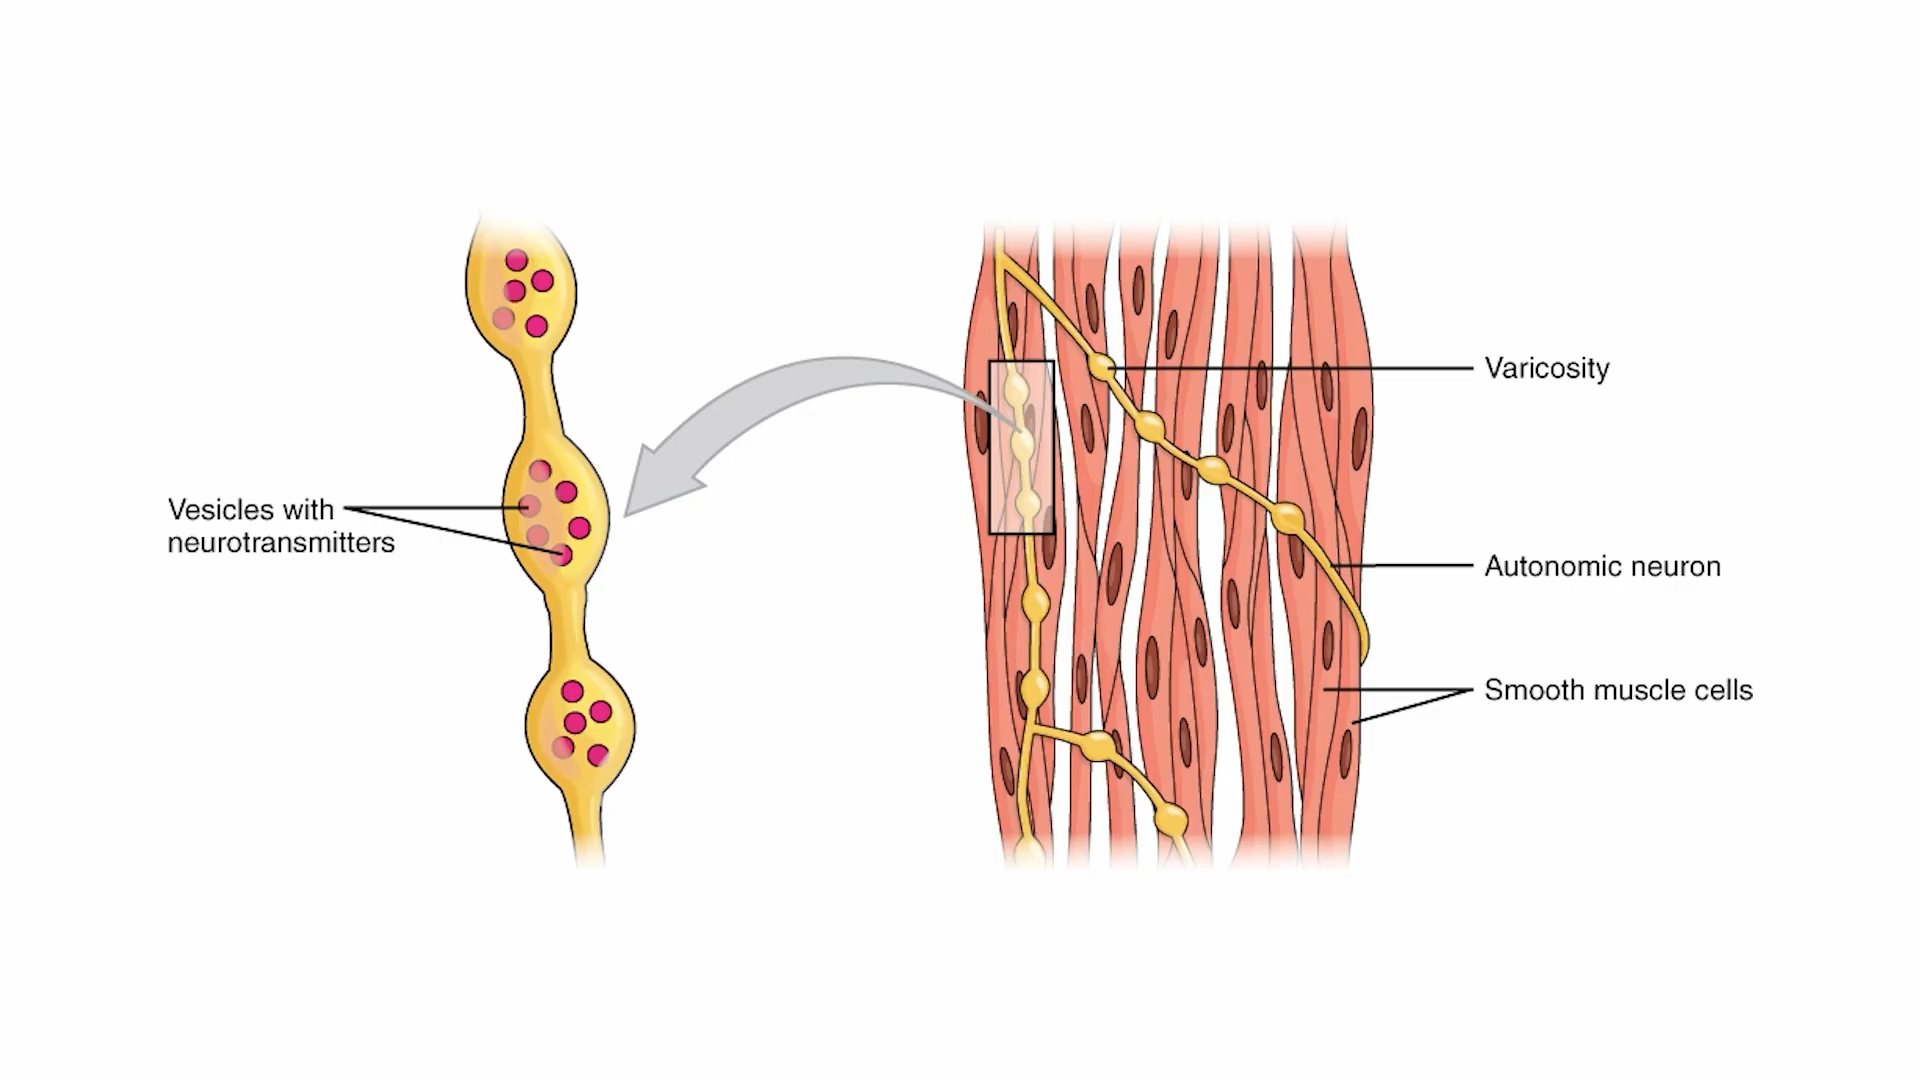 Vesicles with
neurotransmitters
Varicosity
Autonomic neuron
Smooth muscle cells